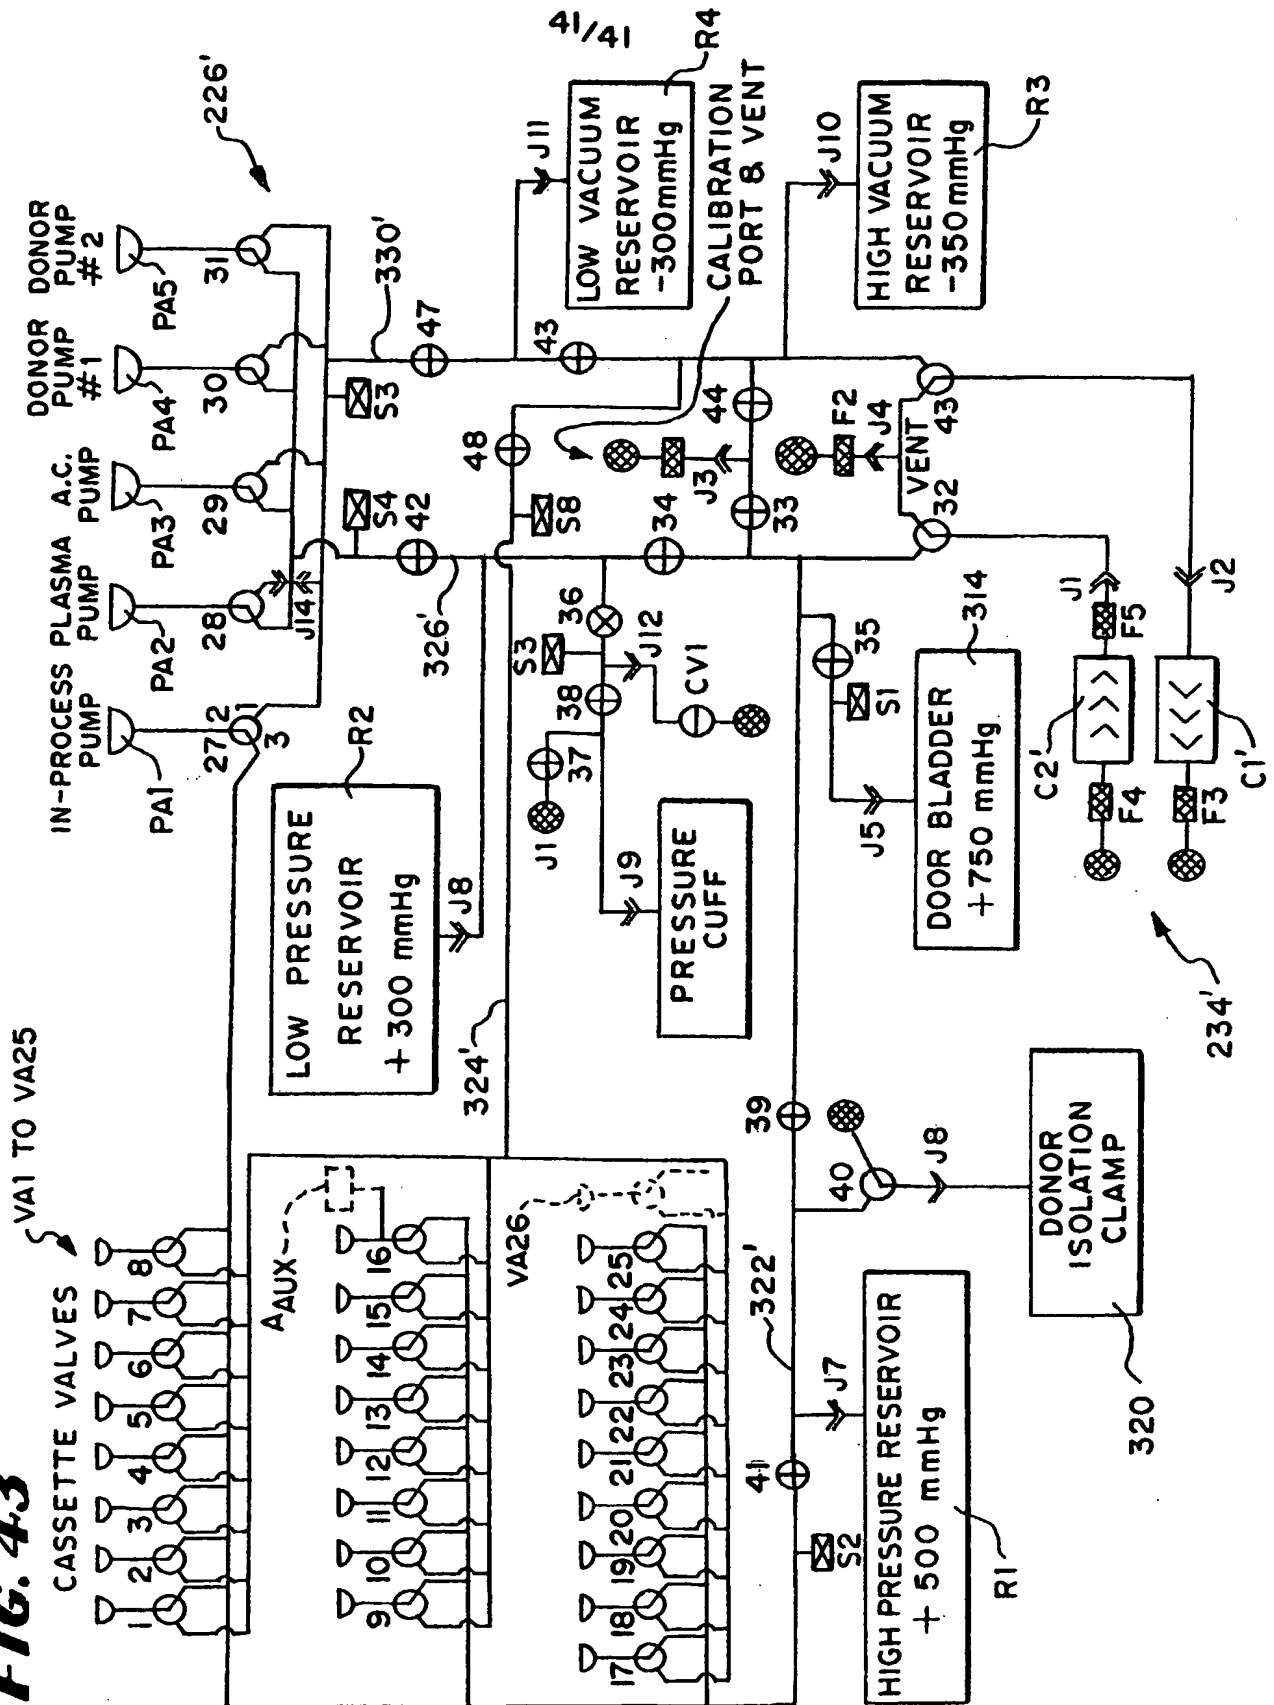 FIG. 43
41/41
226'
CASSETTE VALVES
VA1 TO VA25
1
2
3
4
5
6
7
8
A AUX
9
10
11
12
13
14
15
16
VA26
17
18
19
20
21
22
23
24
25
IN-PROCESS
PUMP
PLASMA
PUMP
A.C.
PUMP
DONOR
PUMP
#1
DONOR
PUMP
#2
PA1
PA2
PA3
PA4
PA5
27
2
1
3
28
29
30
31
J14
330'
S3
47
S4
42
326'
324'
LOW PRESSURE
RESERVOIR
+ 300 mmHg
R2
J8
48
S8
43
J11
LOW VACUUM
RESERVOIR
-300mmHg
R4
CALIBRATION
PORT & VENT
36
34
S3
J12
38
37
J1
CV1
J3
44
33
J9
PRESSURE
CUFF
J10
HIGH VACUUM
RESERVOIR
-350mmHg
R3
F2
J4
VENT
32
43
35
S1
J5
DOOR BLADDER
+750 mmHg
314
39
40
J8
DONOR
ISOLATION
CLAMP
320
322'
41
S2
J7
HIGH PRESSURE RESERVOIR
+ 500 mmHg
R1
J1
F5
C2'
F4
J2
C1'
F3
234'